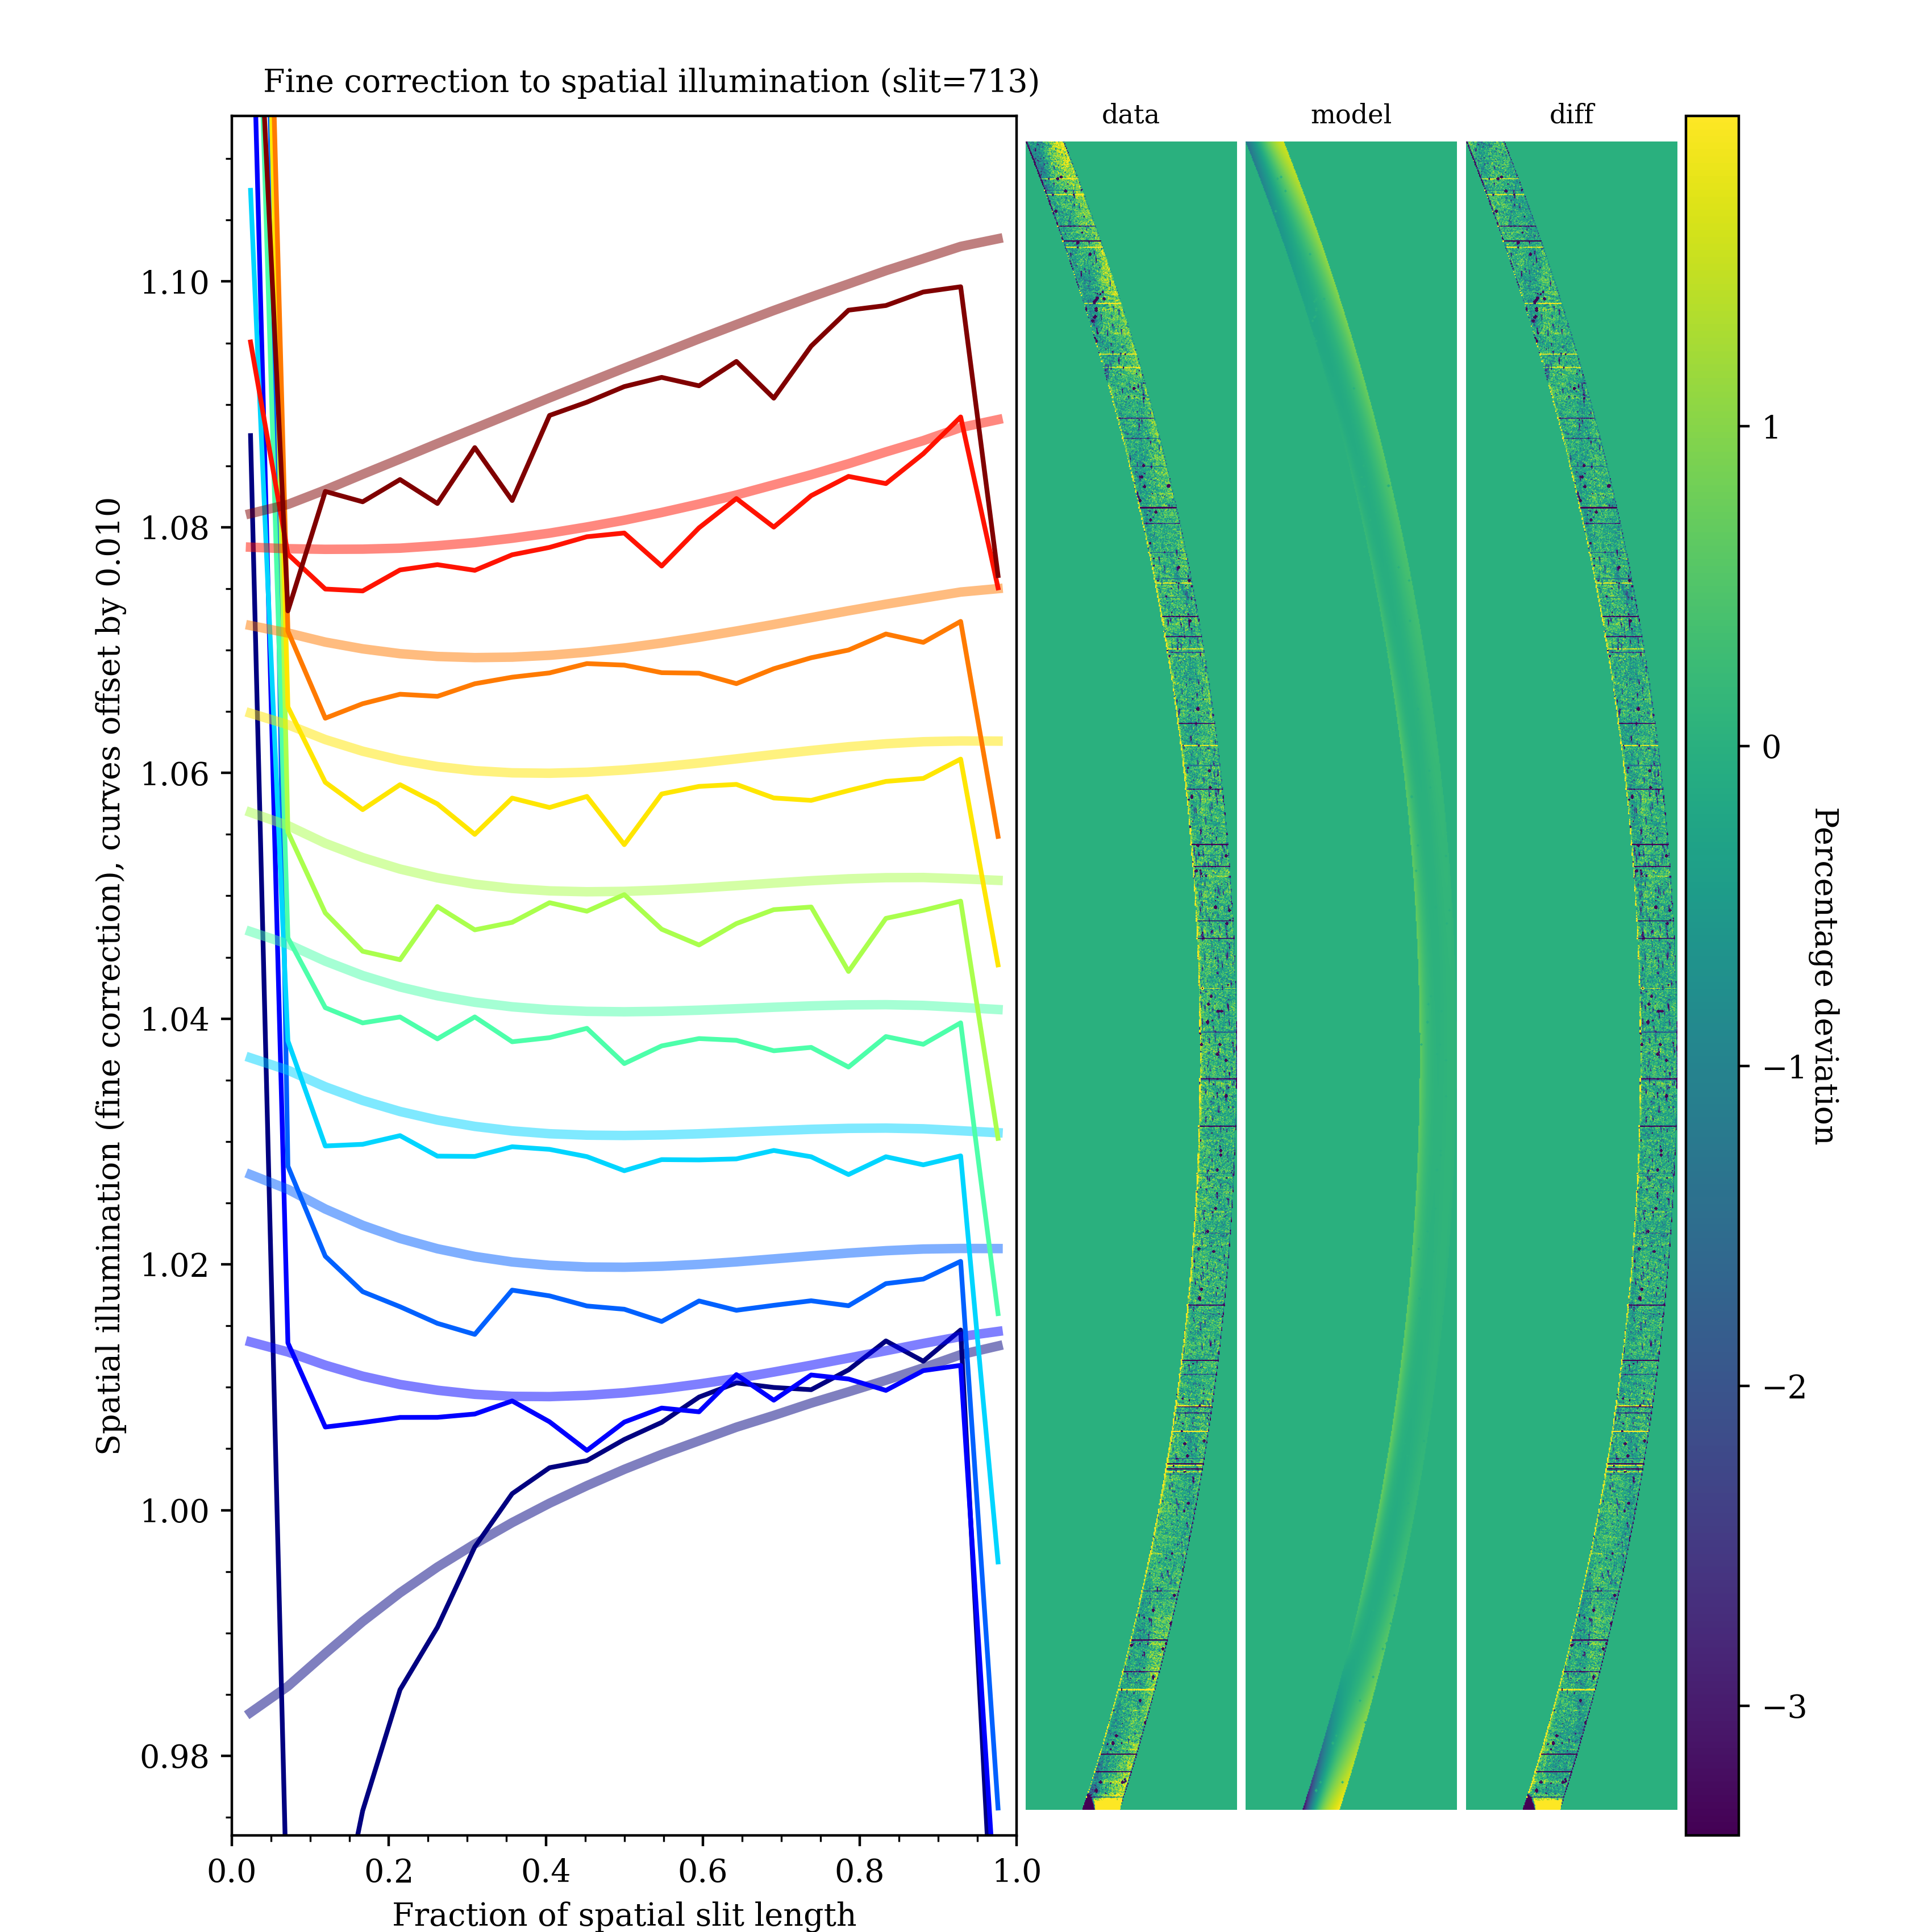 Fine correction to spatial illumination (slit=713)
data
model
diff
1.10
1.08
1.06
1.04
1.02
1.00
0.98
Spatial illumination (fine correction), curves offset by 0.010
0.0
0.2
0.4
0.6
0.8
1.0
Fraction of spatial slit length
1
0
−1
−2
−3
Percentage deviation